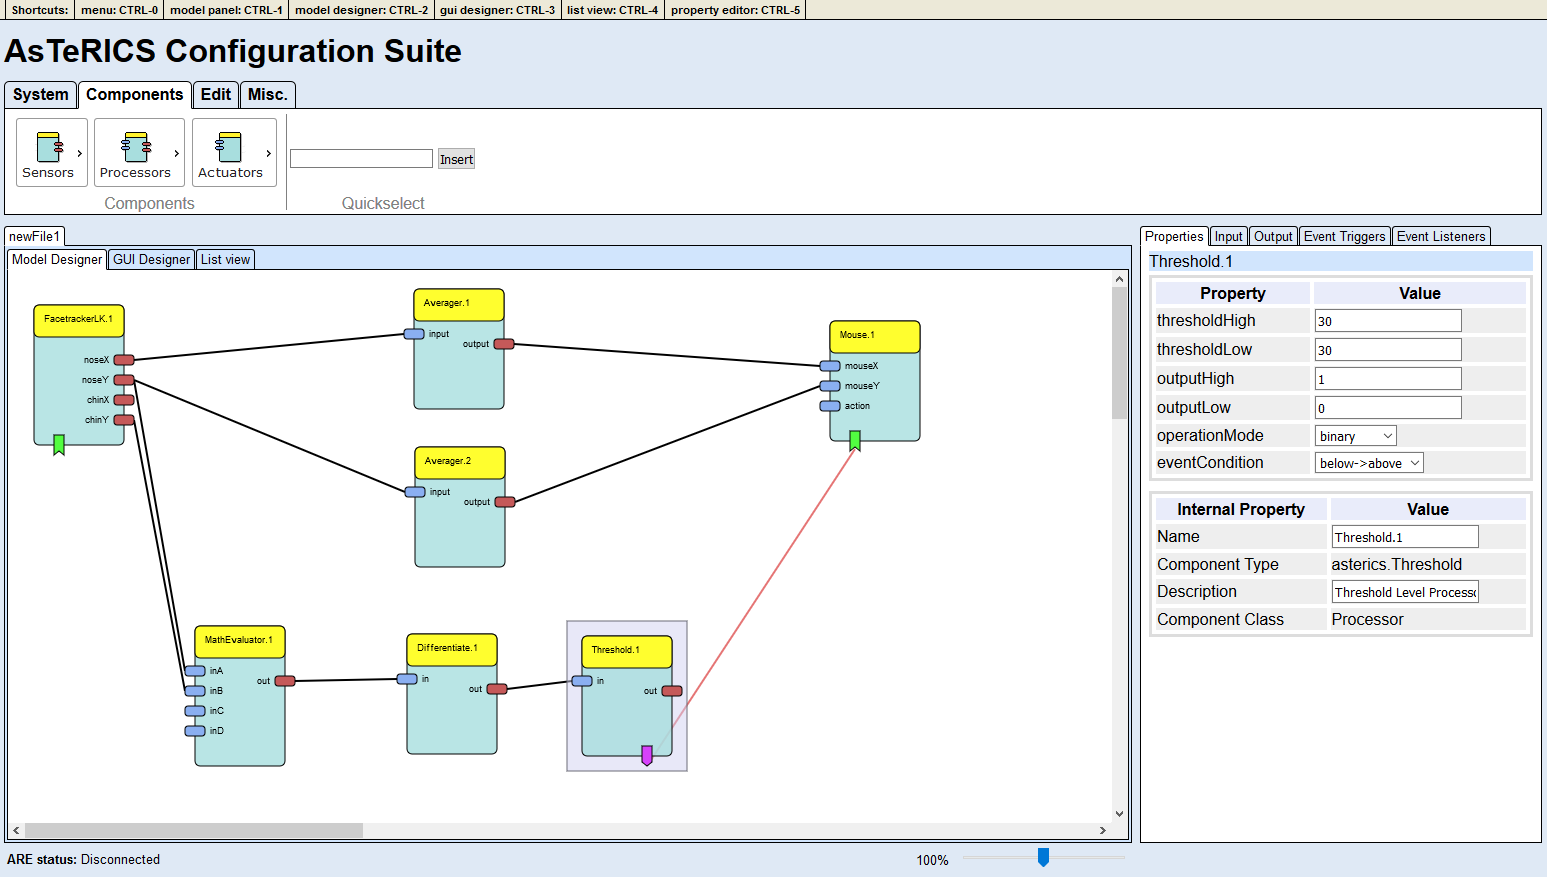 Shortcuts: menu: CTRL-0 model panel: CTRL-1 model designer: CTRL-2 gui designer: CTRL-3 list view: CTRL-4 property editor: CTRL-5
AsTeRICS Configuration Suite
System Components Edit Misc.
Sensors Processors Actuators Insert
Components Quickselect
newFile1
Model Designer GUI Designer List view
FacetrackerLK.1
noseX
noseY
chinX
chinY
Averager.1
input
output
Averager.2
input
output
Mouse.1
mouseX
mouseY
action
MathEvaluator.1
inA
out
inB
inC
inD
Differentiate.1
in
out
Threshold.1
in
out
Properties Input Output Event Triggers Event Listeners
Threshold.1
Property Value
thresholdHigh 30
thresholdLow 30
outputHigh 1
outputLow 0
operationMode binary
eventCondition below->above
Internal Property Value
Name Threshold.1
Component Type asterics.Threshold
Description Threshold Level Process
Component Class Processor
ARE status: Disconnected 100%